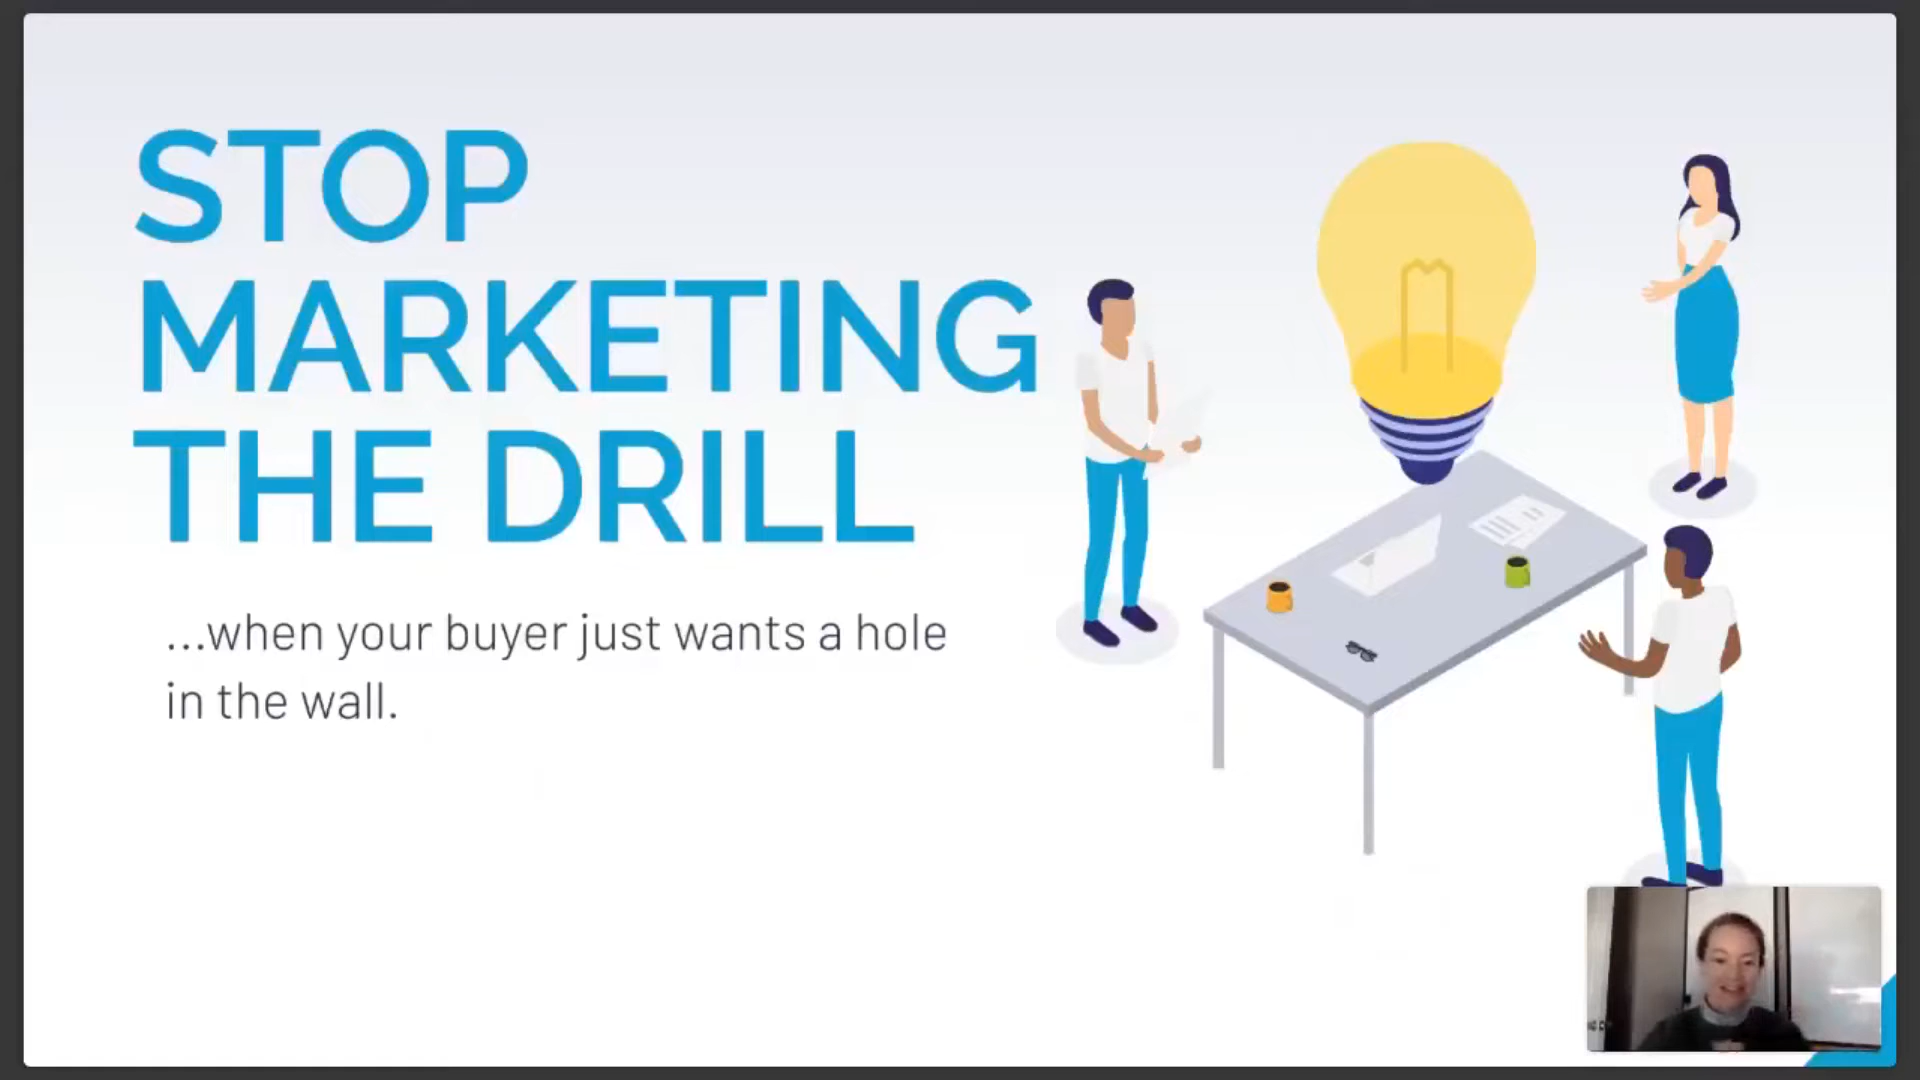 STOP
MARKETING
THE DRILL
...when your buyer just wants a hole
in the wall.